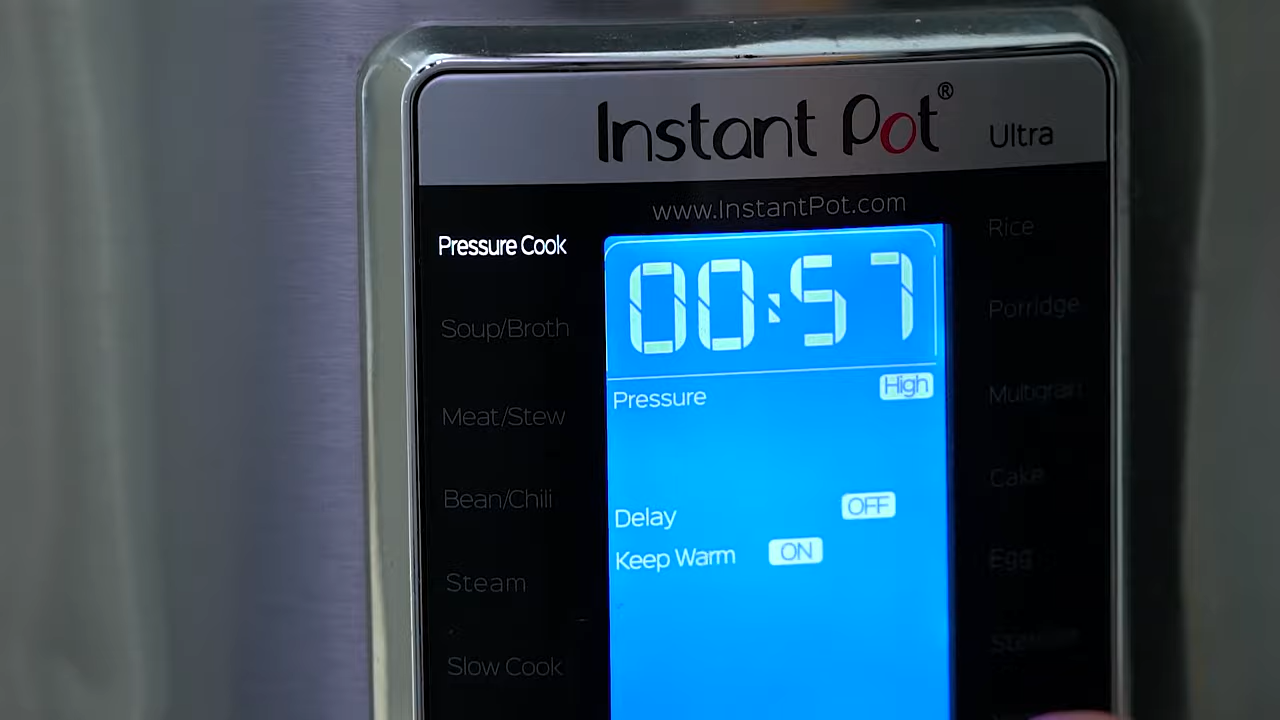 Instant Pot® Ultra
www.InstantPot.com
Pressure Cook
Soup/Broth
Meat/Stew
Bean/Chili
Steam
Slow Cook
00:57
Pressure High
Delay OFF
Keep Warm ON
Rice
Porridge
Multigrain
Cake
Egg